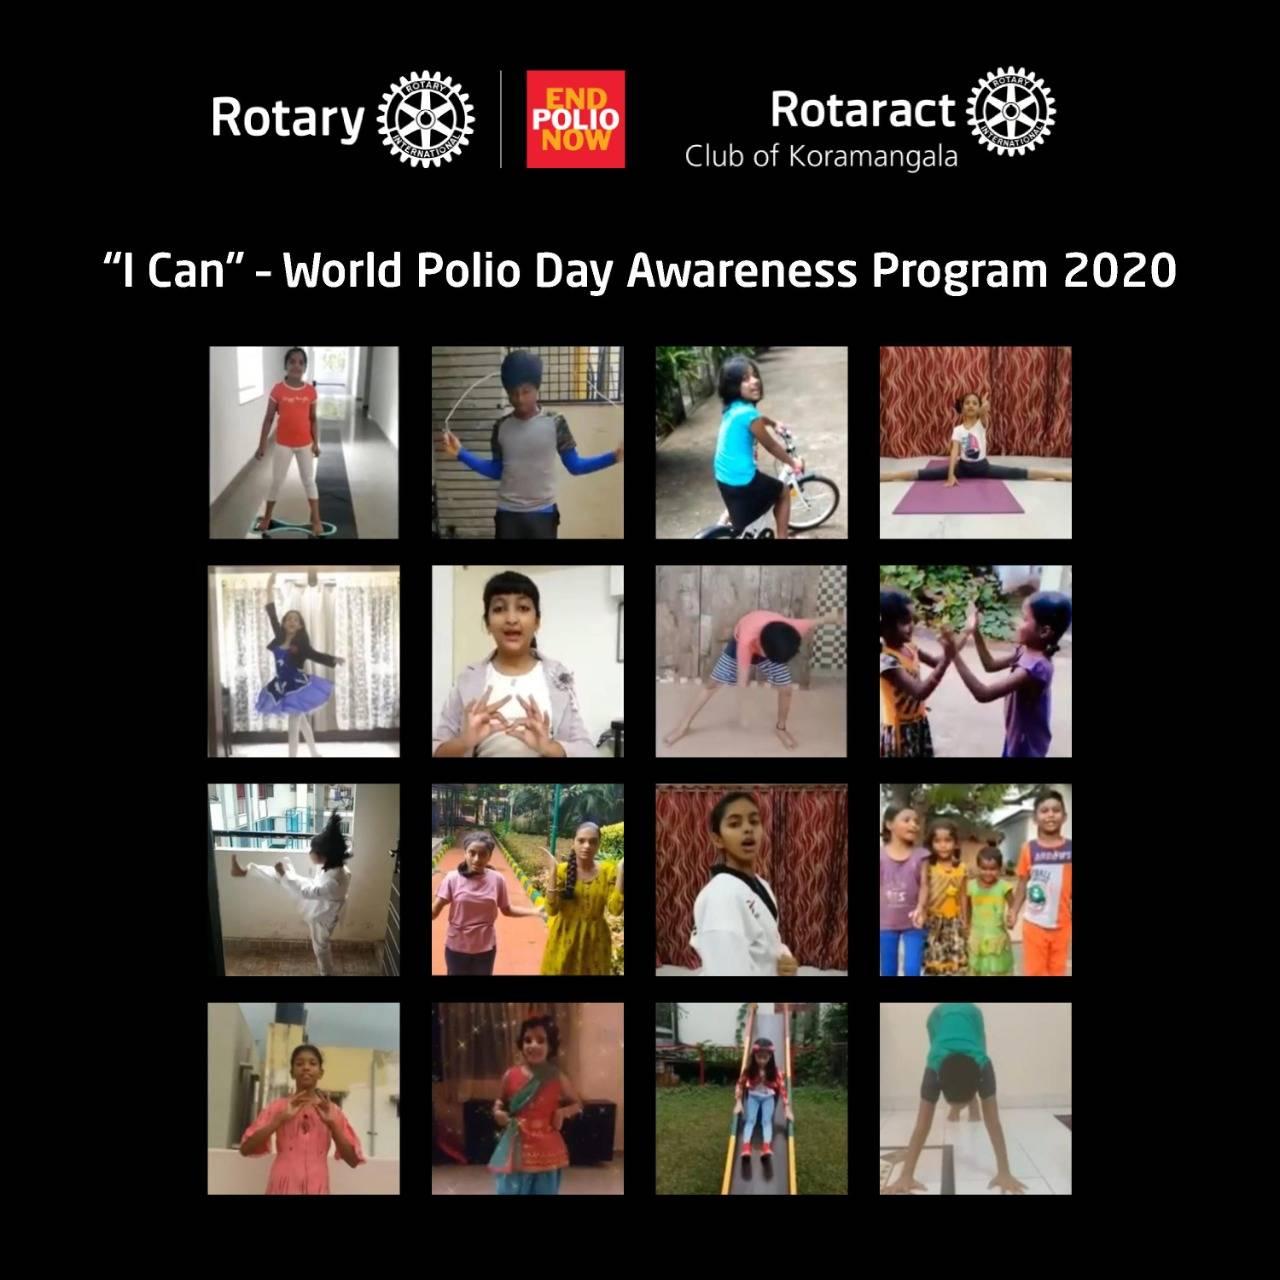 Rotary
ROTARY
INTERNATIONAL
END
POLIO
NOW
Rotaract
Club of Koramangala
ROTARY
INTERNATIONAL
“I Can” – World Polio Day Awareness Program 2020